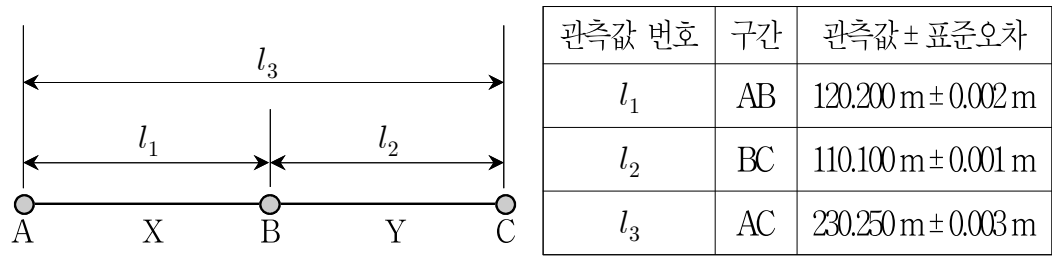 l₃
l₁ l₂
A X B Y C
관측값 번호 구간 관측값 ± 표준오차
l₁ AB 120.200 m ± 0.002 m
l₂ BC 110.100 m ± 0.001 m
l₃ AC 230.250 m ± 0.003 m